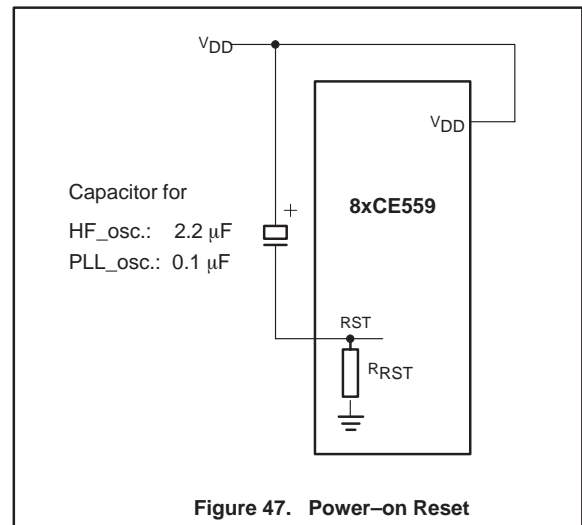 VDD
VDD
8xCE559
Capacitor for
+
HF_osc.: 2.2 μF
PLL_osc.: 0.1 μF
RST
RRST
Figure 47. Power–on Reset